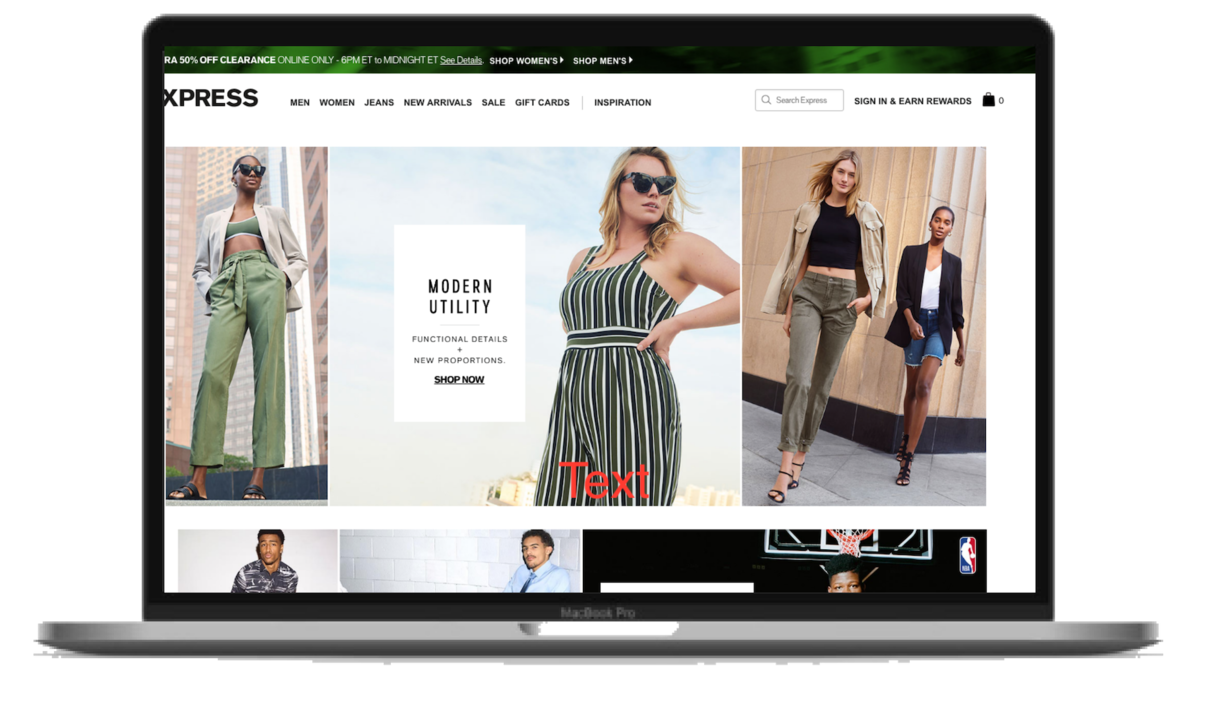 RA 50% OFF CLEARANCE ONLINE ONLY - 6PM ET to MIDNIGHT ET See Details. SHOP WOMEN'S SHOP MEN'S
XPRESS MEN WOMEN JEANS NEW ARRIVALS SALE GIFT CARDS INSPIRATION Search Express SIGN IN & EARN REWARDS 0
MODERN
UTILITY
FUNCTIONAL DETAILS
+
NEW PROPORTIONS.
SHOP NOW
Text
NBA
MacBook Pro